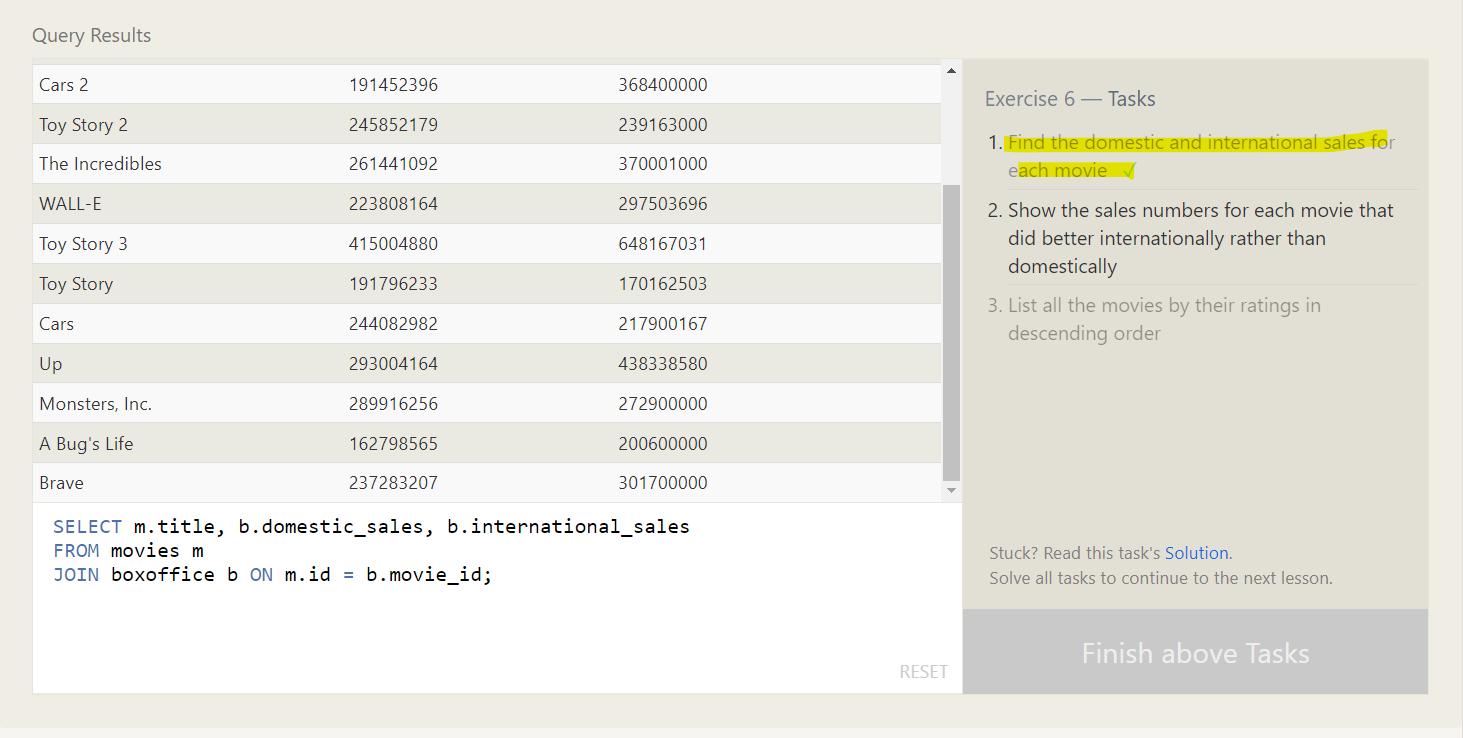 Query Results
Cars 2 191452396 368400000
Toy Story 2 245852179 239163000
The Incredibles 261441092 370001000
WALL-E 223808164 297503696
Toy Story 3 415004880 648167031
Toy Story 191796233 170162503
Cars 244082982 217900167
Up 293004164 438338580
Monsters, Inc. 289916256 272900000
A Bug's Life 162798565 200600000
Brave 237283207 301700000
SELECT m.title, b.domestic_sales, b.international_sales
FROM movies m
JOIN boxoffice b ON m.id = b.movie_id;
RESET
Exercise 6 — Tasks
1. Find the domestic and international sales for
each movie ✓
2. Show the sales numbers for each movie that
did better internationally rather than
domestically
3. List all the movies by their ratings in
descending order
Stuck? Read this task's Solution.
Solve all tasks to continue to the next lesson.
Finish above Tasks